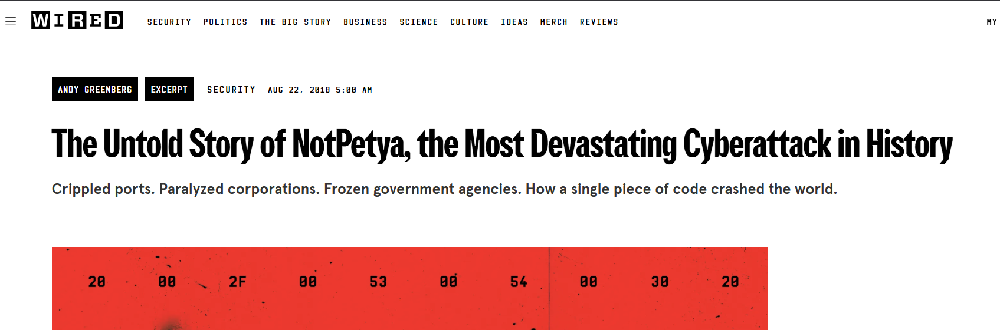 WIRED SECURITY POLITICS THE BIG STORY BUSINESS SCIENCE CULTURE IDEAS MERCH REVIEWS MY
ANDY GREENBERG EXCERPT SECURITY AUG 22, 2018 5:00 AM
The Untold Story of NotPetya, the Most Devastating Cyberattack in History
Crippled ports. Paralyzed corporations. Frozen government agencies. How a single piece of code crashed the world.
20 00 2F 00 53 00 54 00 30 20